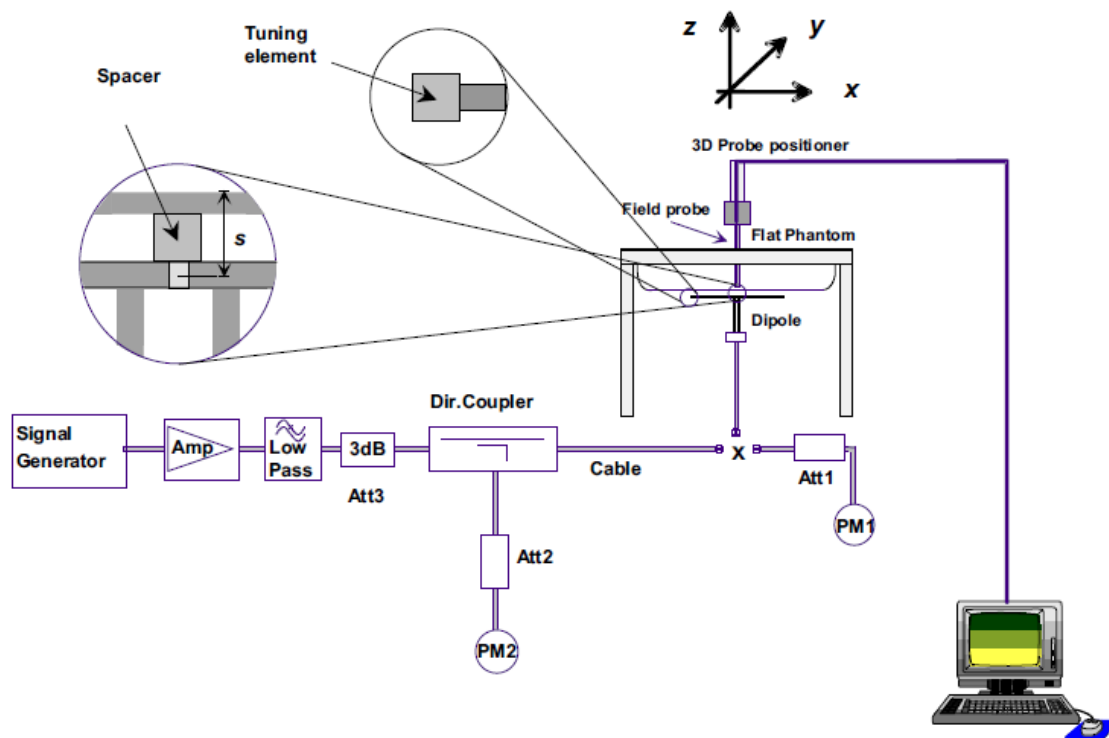 Tuning
element
Spacer
s
z
y
x
3D Probe positioner
Field probe
Flat Phantom
Dipole
Dir.Coupler
Signal
Generator
Amp
Low
Pass
3dB
Att3
Cable
x
Att1
PM1
Att2
PM2